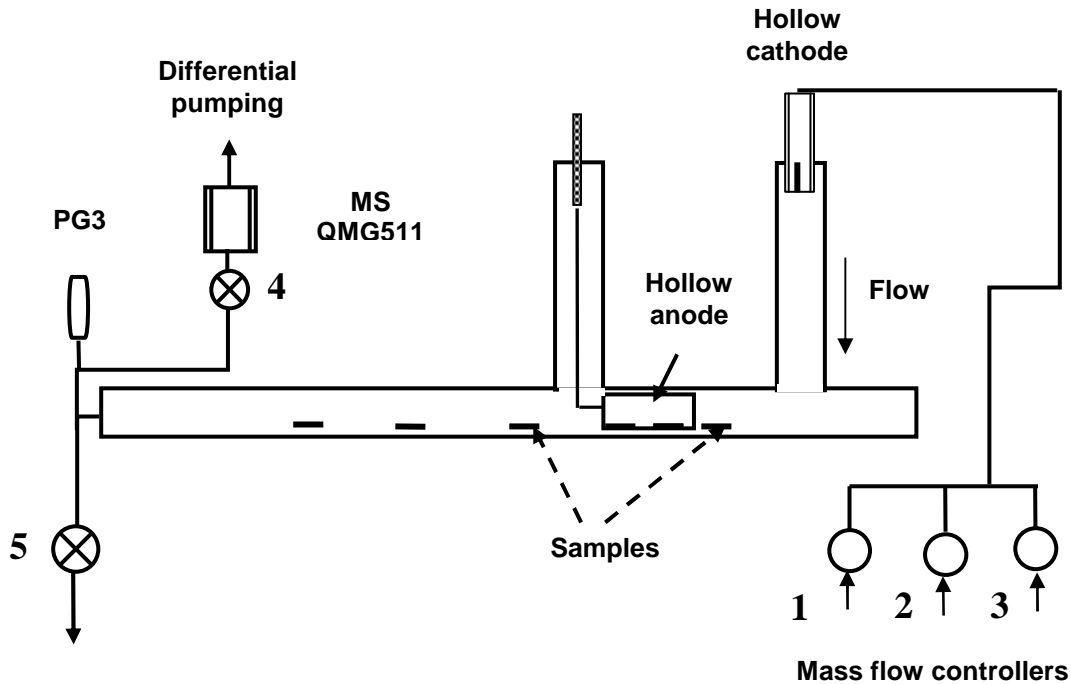 Hollow
cathode
Differential
pumping
PG3
MS
QMG511
4
Hollow
anode
Flow
5
Samples
1 2 3
Mass flow controllers